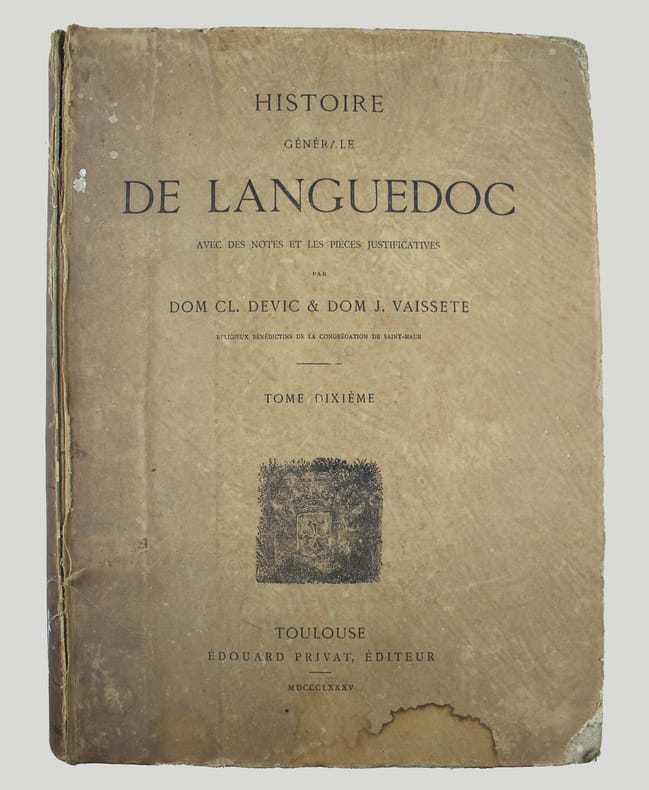 HISTOIRE
GÉNÉRALE
DE LANGUEDOC
AVEC DES NOTES ET LES PIÈCES JUSTIFICATIVES
PAR
DOM CL. DEVIC & DOM J. VAISSETE
RELIGIEUX BÉNÉDICTINS DE LA CONGRÉGATION DE SAINT-MAUR
TOME DIXIÈME
TOULOUSE
ÉDOUARD PRIVAT, ÉDITEUR
MDCCCLXXXV